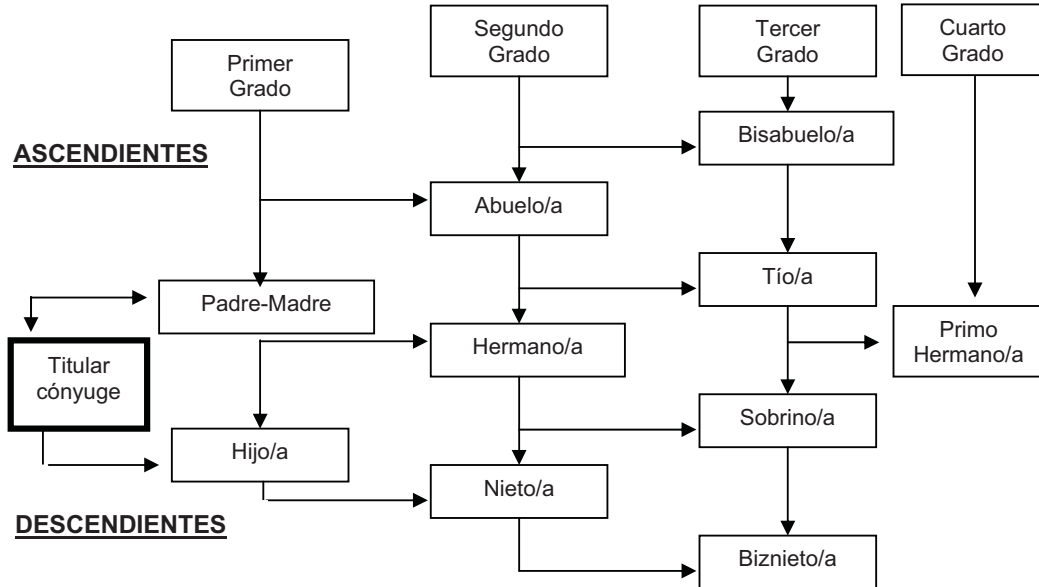 Primer
Grado
Segundo
Grado
Tercer
Grado
Cuarto
Grado
ASCENDIENTES
Bisabuelo/a
Abuelo/a
Tío/a
Padre-Madre
Primo
Hermano/a
Hermano/a
Titular
cónyuge
Sobrino/a
Hijo/a
Nieto/a
DESCENDIENTES
Biznieto/a